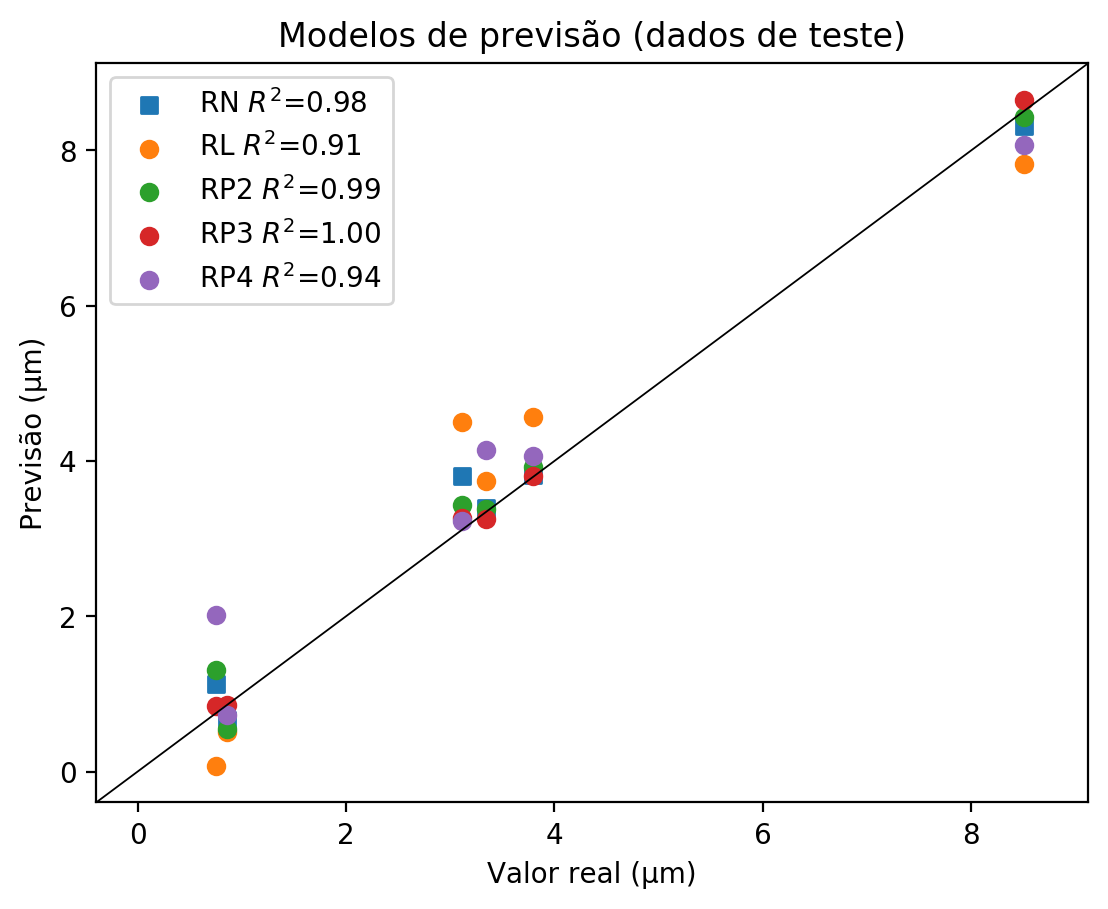 Modelos de previsão (dados de teste)
RN R²=0.98
RL R²=0.91
RP2 R²=0.99
RP3 R²=1.00
RP4 R²=0.94
8
6
4
2
0
Previsão (µm)
0 2 4 6 8
Valor real (µm)